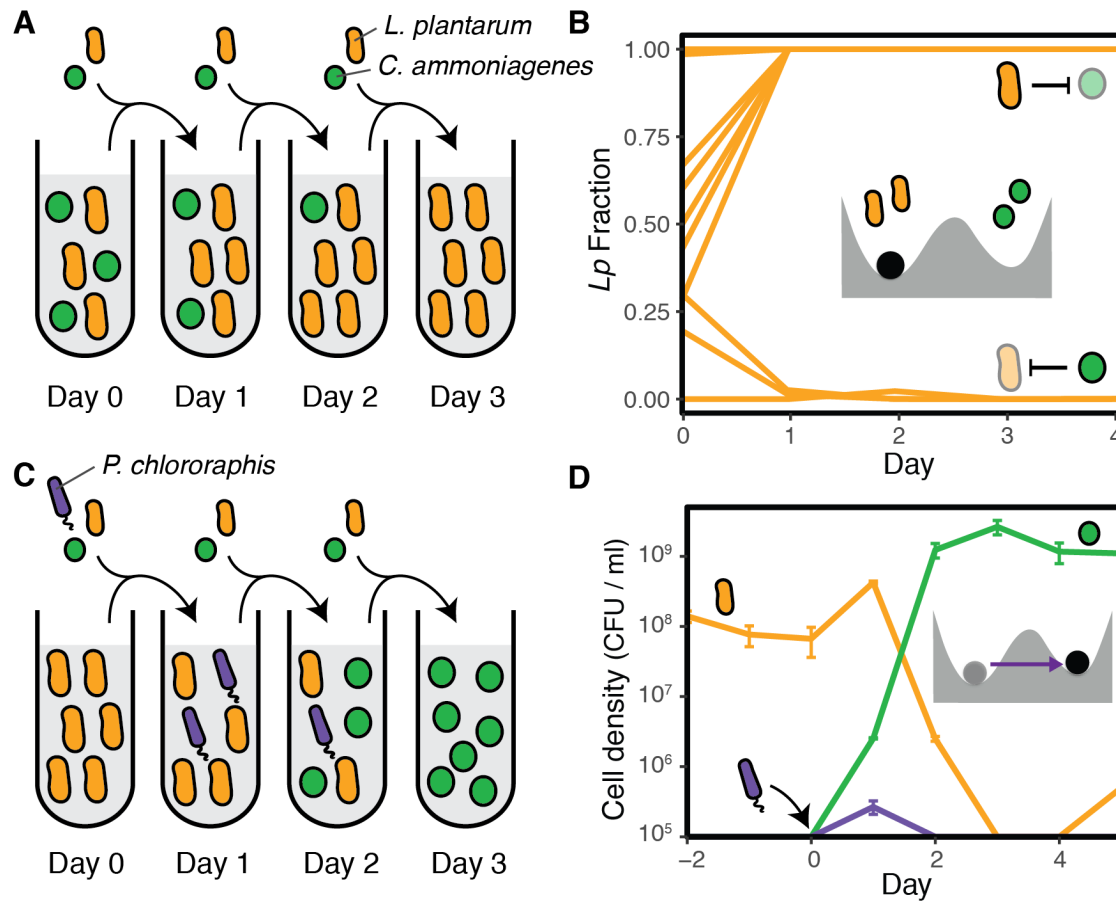 A
L. plantarum
C. ammoniagenes
Day 0
Day 1
Day 2
Day 3
B
1.00
0.75
0.50
0.25
0.00
Lp Fraction
0
1
2
3
4
Day
C
P. chlororaphis
Day 0
Day 1
Day 2
Day 3
D
10⁹
10⁸
10⁷
10⁶
10⁵
Cell density (CFU / ml)
−2
0
2
4
Day